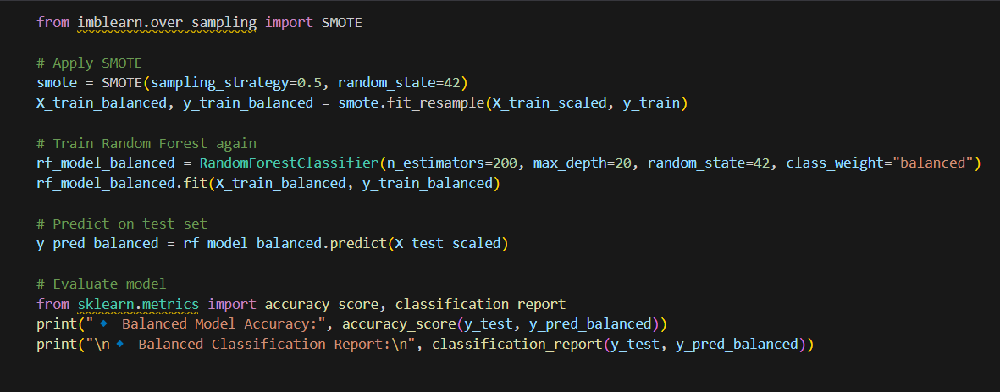 from imblearn.over_sampling import SMOTE
# Apply SMOTE
smote = SMOTE(sampling_strategy=0.5, random_state=42)
X_train_balanced, y_train_balanced = smote.fit_resample(X_train_scaled, y_train)
# Train Random Forest again
rf_model_balanced = RandomForestClassifier(n_estimators=200, max_depth=20, random_state=42, class_weight="balanced")
rf_model_balanced.fit(X_train_balanced, y_train_balanced)
# Predict on test set
y_pred_balanced = rf_model_balanced.predict(X_test_scaled)
# Evaluate model
from sklearn.metrics import accuracy_score, classification_report
print("🔹 Balanced Model Accuracy:", accuracy_score(y_test, y_pred_balanced))
print("\n🔹 Balanced Classification Report:\n", classification_report(y_test, y_pred_balanced))